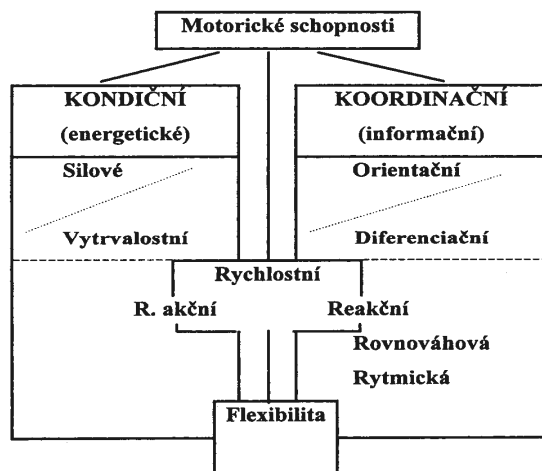 Motorické schopnosti
KONDIČNÍ
(energetické)
KOORDINAČNÍ
(informační)
Silové
Orientační
Vytrvalostní
Diferenciační
Rychlostní
R. akční
Reakční
Rovnováhová
Rytmická
Flexibilita